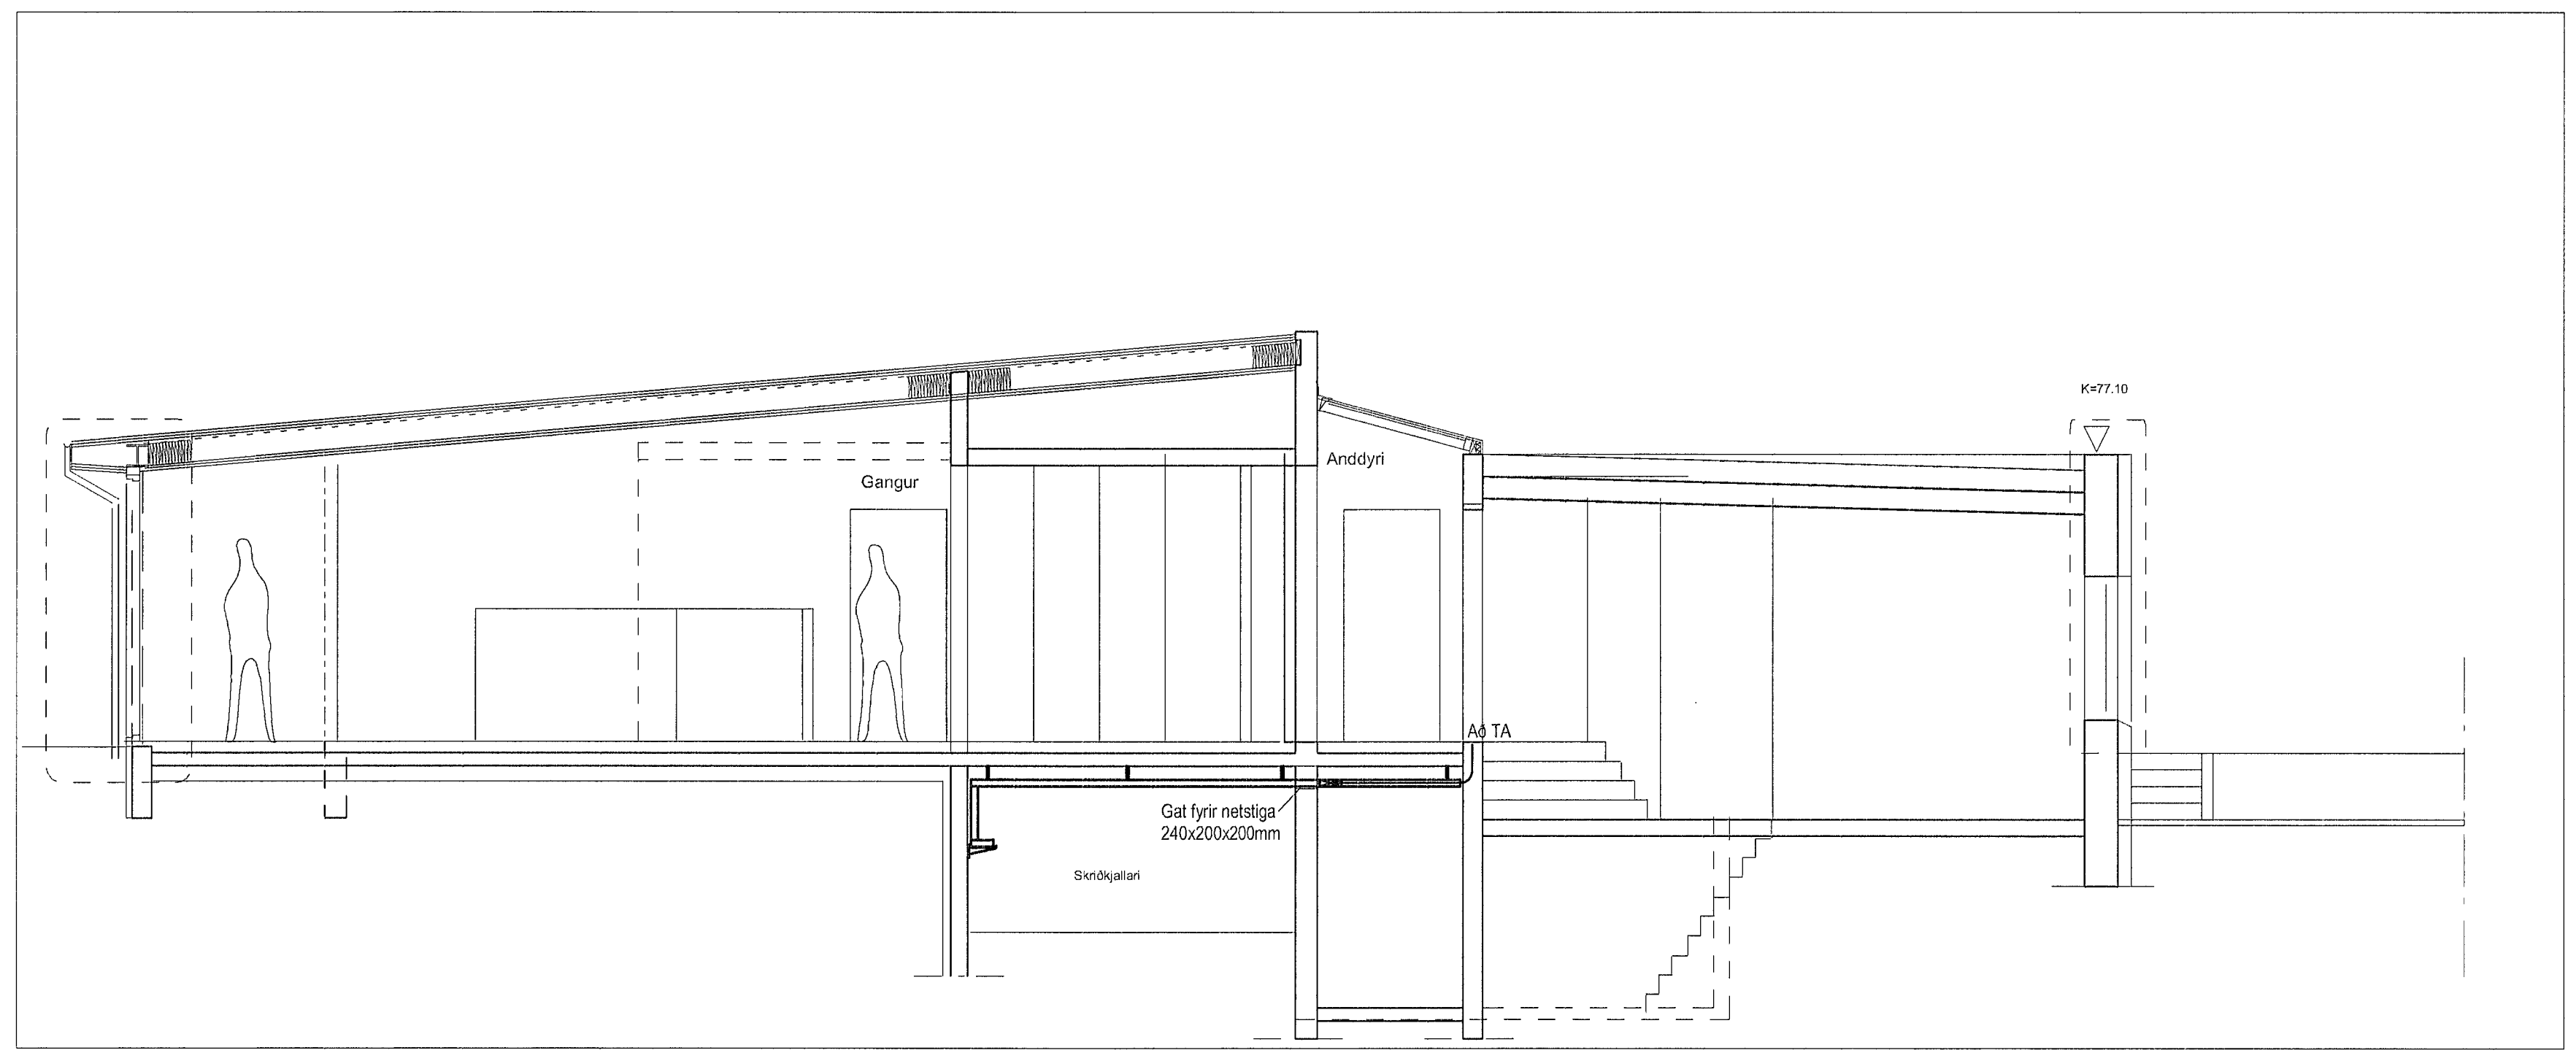 K=77.10
Anddyri
Gangur
Að TA
Gat fyrir netstiga
240x200x200mm
Skriðkjallari